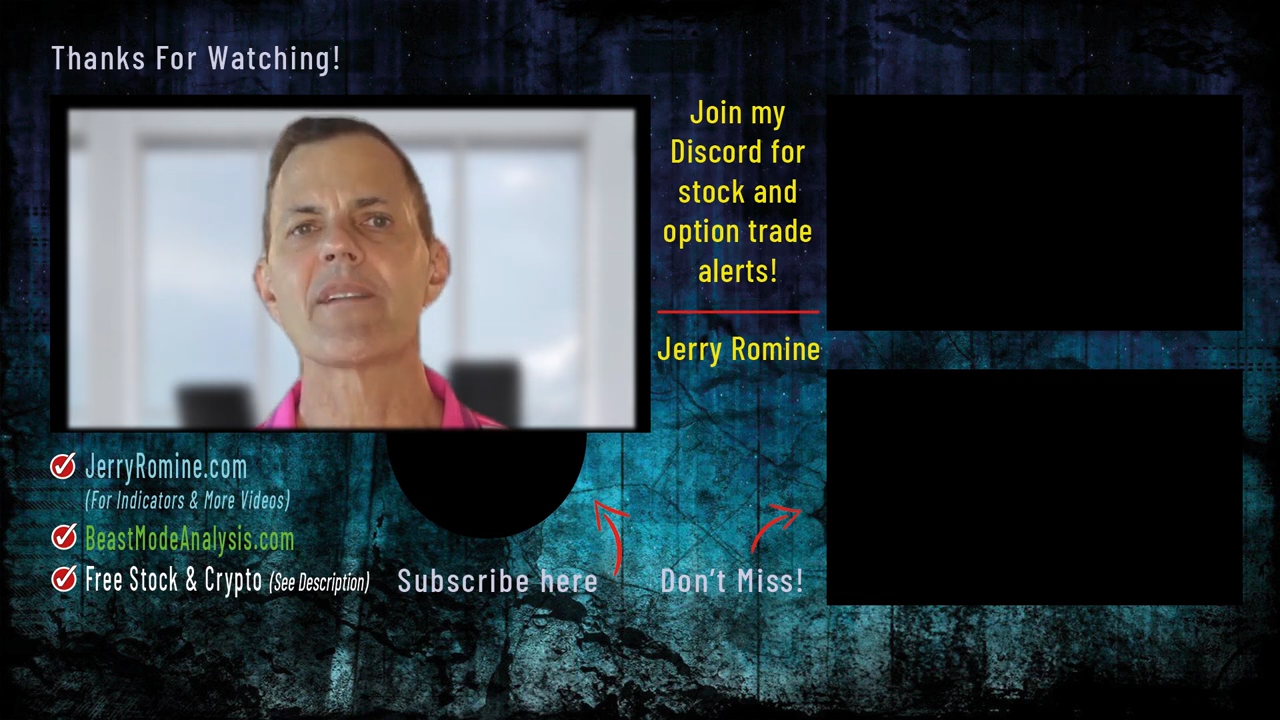 Thanks For Watching!
Join my
Discord for
stock and
option trade
alerts!
Jerry Romine
JerryRomine.com
(For Indicators & More Videos)
BeastModeAnalysis.com
Free Stock & Crypto (See Description)
Subscribe here
Don't Miss!